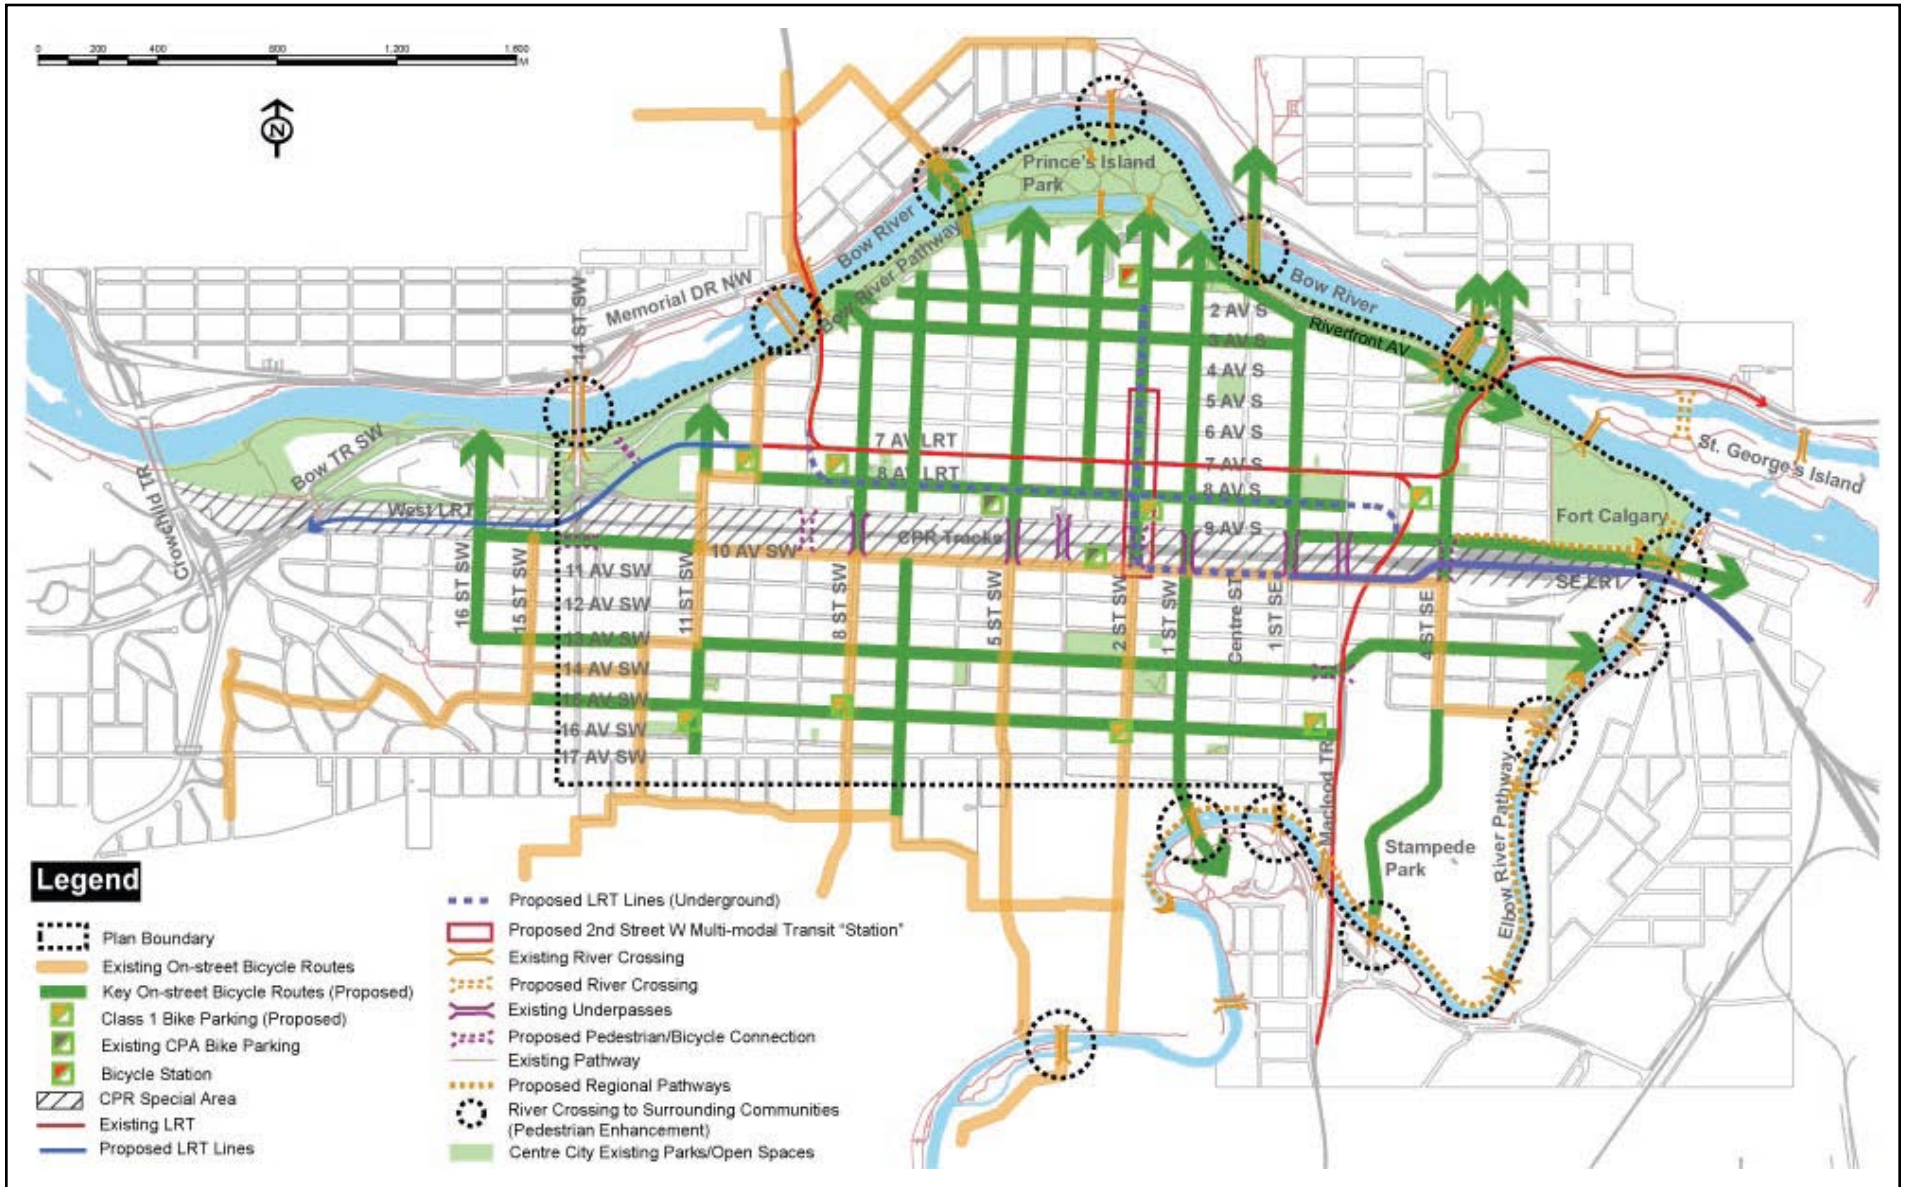 0 200 400 800 1,200 1,600
M
N
Prince's Island
Park
Bow River
Bow River Pathway
Memorial DR NW
14 ST SW
Bow River
Riverfront AV
2 AV S
3 AV S
4 AV S
5 AV S
6 AV S
7 AV LRT
7 AV S
8 AV LRT
8 AV S
9 AV S
St. George's Island
Fort Calgary
Bow TR SW
Crowchild TR
West LRT
CPR Tracks
10 AV SW
SE LRT
11 AV SW
12 AV SW
13 AV SW
14 AV SW
15 AV SW
16 AV SW
17 AV SW
16 ST SW
15 ST SW
11 ST SW
8 ST SW
5 ST SW
2 ST SW
1 ST SW
Centre ST
1 ST SE
4 ST SE
Macleod TR
Stampede
Park
Elbow River Pathway
Legend
Plan Boundary
Existing On-street Bicycle Routes
Key On-street Bicycle Routes (Proposed)
Class 1 Bike Parking (Proposed)
Existing CPA Bike Parking
Bicycle Station
CPR Special Area
Existing LRT
Proposed LRT Lines
Proposed LRT Lines (Underground)
Proposed 2nd Street W Multi-modal Transit "Station"
Existing River Crossing
Proposed River Crossing
Existing Underpasses
Proposed Pedestrian/Bicycle Connection
Existing Pathway
Proposed Regional Pathways
River Crossing to Surrounding Communities
(Pedestrian Enhancement)
Centre City Existing Parks/Open Spaces